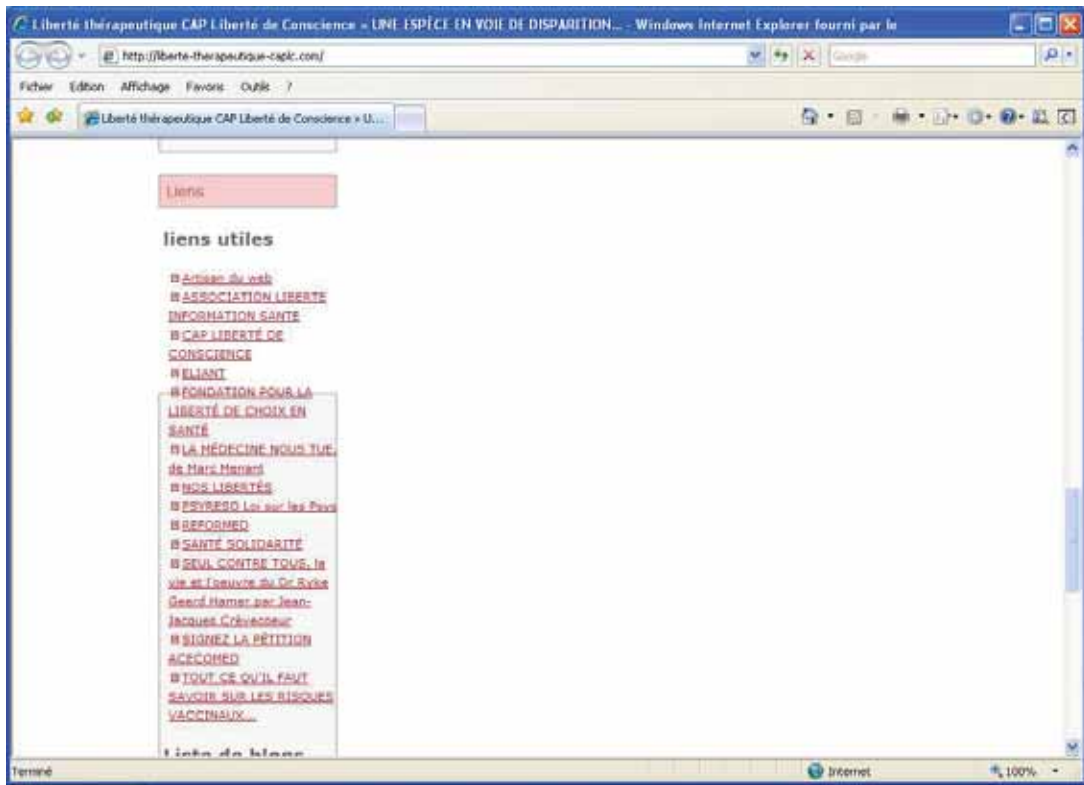 Liberté thérapeutique CAP Liberté de Conscience » UNE ESPÈCE EN VOIE DE DISPARITION... - Windows Internet Explorer fourni par le
http://liberte-therapeutique-caplc.com/
Google
Fichier Edition Affichage Favoris Outils ?
Liberté thérapeutique CAP Liberté de Conscience » U...
Liens
liens utiles
Artisan du web
ASSOCIATION LIBERTE
INFORMATION SANTE
CAP LIBERTÉ DE
CONSCIENCE
ELIANT
FONDATION POUR LA
LIBERTÉ DE CHOIX EN
SANTÉ
LA MÉDECINE NOUS TUE,
de Marc Menant
NOS LIBERTÉS
PSYRESO Loi sur les Psys
REFORMED
SANTÉ SOLIDARITÉ
SEUL CONTRE TOUS, la
vie et l'oeuvre du Dr Ryke
Geerd Hamer par Jean-
Jacques Crèvecoeur
SIGNEZ LA PÉTITION
ACECOMED
TOUT CE QU'IL FAUT
SAVOIR SUR LES RISQUES
VACCINAUX...
Liste de blogs
Terminé
Internet
100%